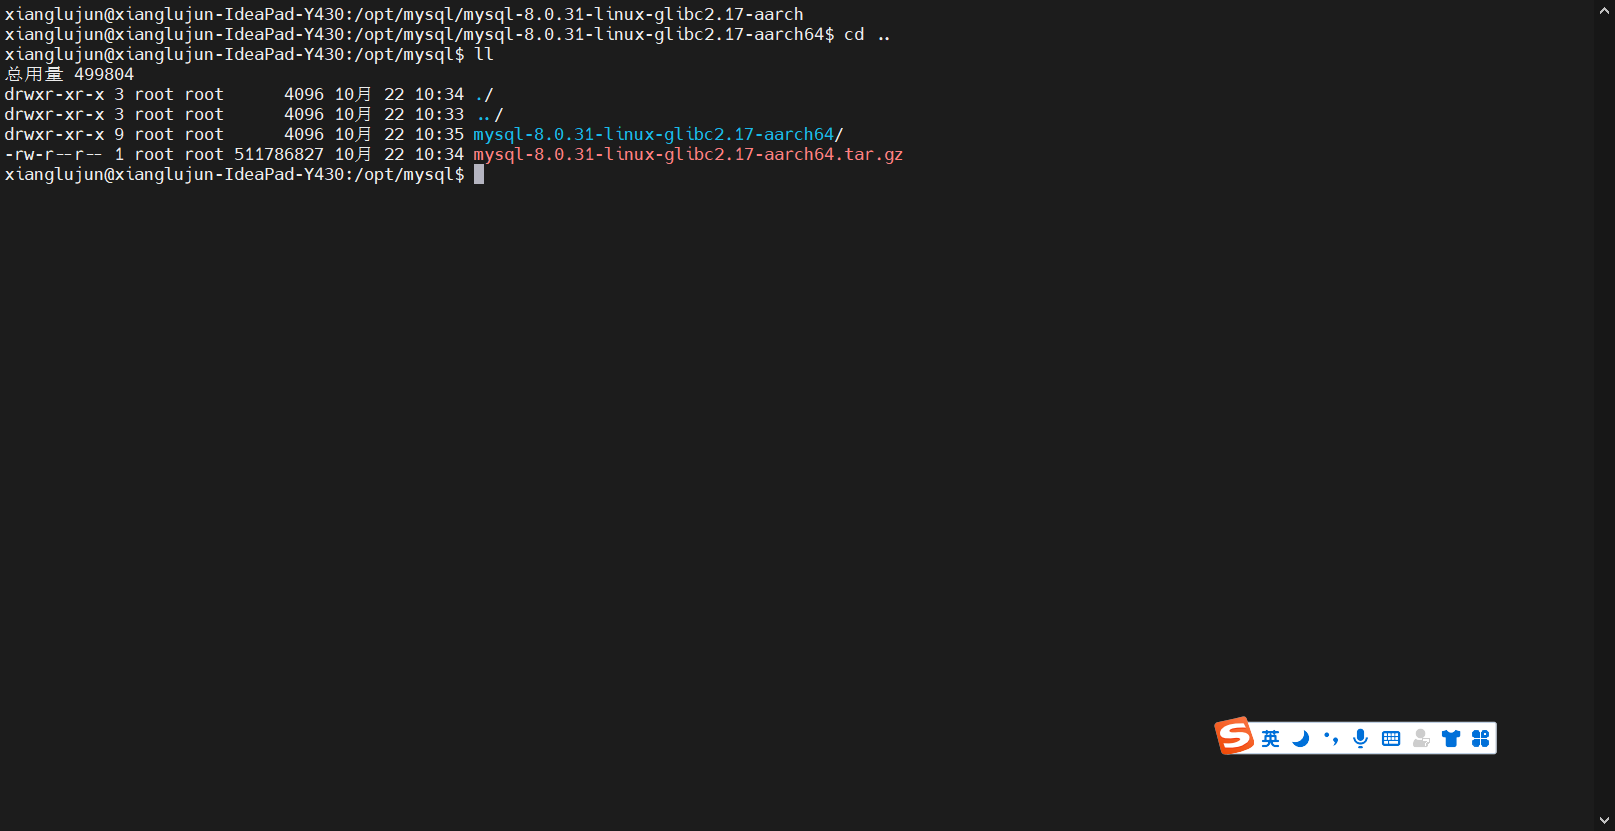 xianglujun@xianglujun-IdeaPad-Y430:/opt/mysql/mysql-8.0.31-linux-glibc2.17-aarch
xianglujun@xianglujun-IdeaPad-Y430:/opt/mysql/mysql-8.0.31-linux-glibc2.17-aarch64$ cd ..
xianglujun@xianglujun-IdeaPad-Y430:/opt/mysql$ ll
总用量 499804
drwxr-xr-x 3 root root      4096 10月 22 10:34 ./
drwxr-xr-x 3 root root      4096 10月 22 10:33 ../
drwxr-xr-x 9 root root      4096 10月 22 10:35 mysql-8.0.31-linux-glibc2.17-aarch64/
-rw-r--r-- 1 root root 511786827 10月 22 10:34 mysql-8.0.31-linux-glibc2.17-aarch64.tar.gz
xianglujun@xianglujun-IdeaPad-Y430:/opt/mysql$
英